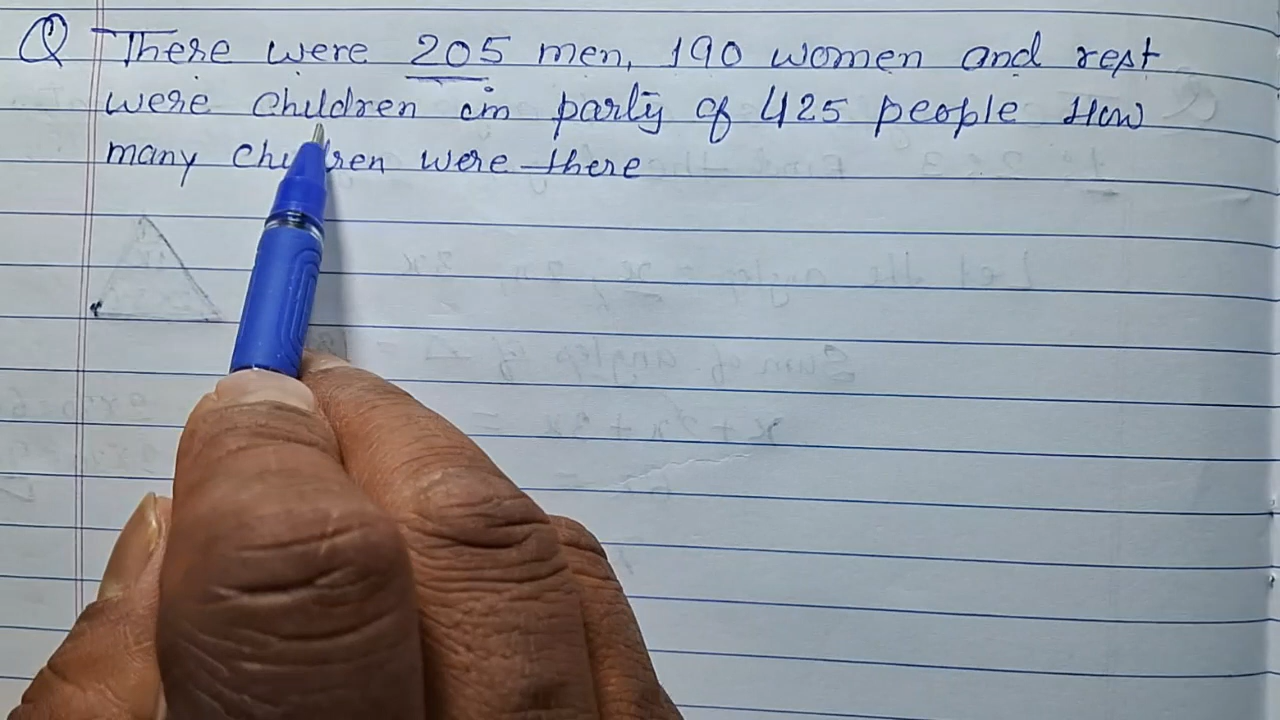 Q There were 205 men, 190 women and rest
were children in party of 425 people How
many children were there